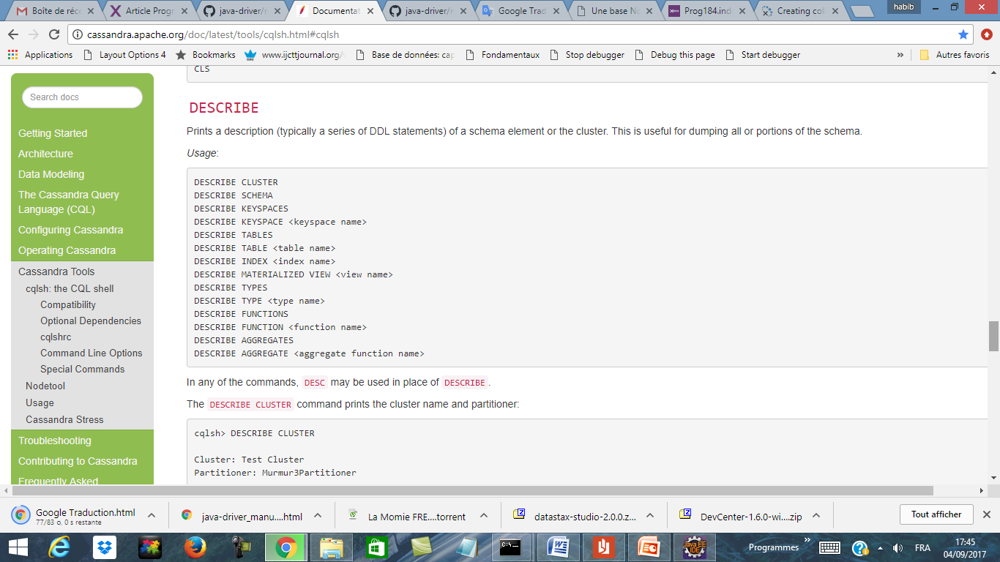 Boîte de réce
Article Progr
java-driver/m
Documentat
java-driver/m
Google Trad
Une base No
Prog184.ind
Creating coll
habib
cassandra.apache.org/doc/latest/tools/cqlsh.html#cqlsh
Applications
Layout Options 4
Bookmarks
www.ijcttjournal.org/
Base de données: cap
Fondamentaux
Stop debugger
Debug this page
Start debugger
»
Autres favoris
Search docs
Getting Started
Architecture
Data Modeling
The Cassandra Query
Language (CQL)
Configuring Cassandra
Operating Cassandra
Cassandra Tools
cqlsh: the CQL shell
Compatibility
Optional Dependencies
cqlshrc
Command Line Options
Special Commands
Nodetool
Usage
Cassandra Stress
Troubleshooting
Contributing to Cassandra
Frequently Asked
CLS
DESCRIBE
Prints a description (typically a series of DDL statements) of a schema element or the cluster. This is useful for dumping all or portions of the schema.
Usage:
DESCRIBE CLUSTER
DESCRIBE SCHEMA
DESCRIBE KEYSPACES
DESCRIBE KEYSPACE <keyspace name>
DESCRIBE TABLES
DESCRIBE TABLE <table name>
DESCRIBE INDEX <index name>
DESCRIBE MATERIALIZED VIEW <view name>
DESCRIBE TYPES
DESCRIBE TYPE <type name>
DESCRIBE FUNCTIONS
DESCRIBE FUNCTION <function name>
DESCRIBE AGGREGATES
DESCRIBE AGGREGATE <aggregate function name>
In any of the commands, DESC may be used in place of DESCRIBE.
The DESCRIBE CLUSTER command prints the cluster name and partitioner:
cqlsh> DESCRIBE CLUSTER
Cluster: Test Cluster
Partitioner: Murmur3Partitioner
Google Traduction.html
77/83 o, 0 s restante
java-driver_manu....html
La Momie FRE....torrent
datastax-studio-2.0.0.z...
DevCenter-1.6.0-wi....zip
Tout afficher
Programmes
»
FRA
17:45
04/09/2017